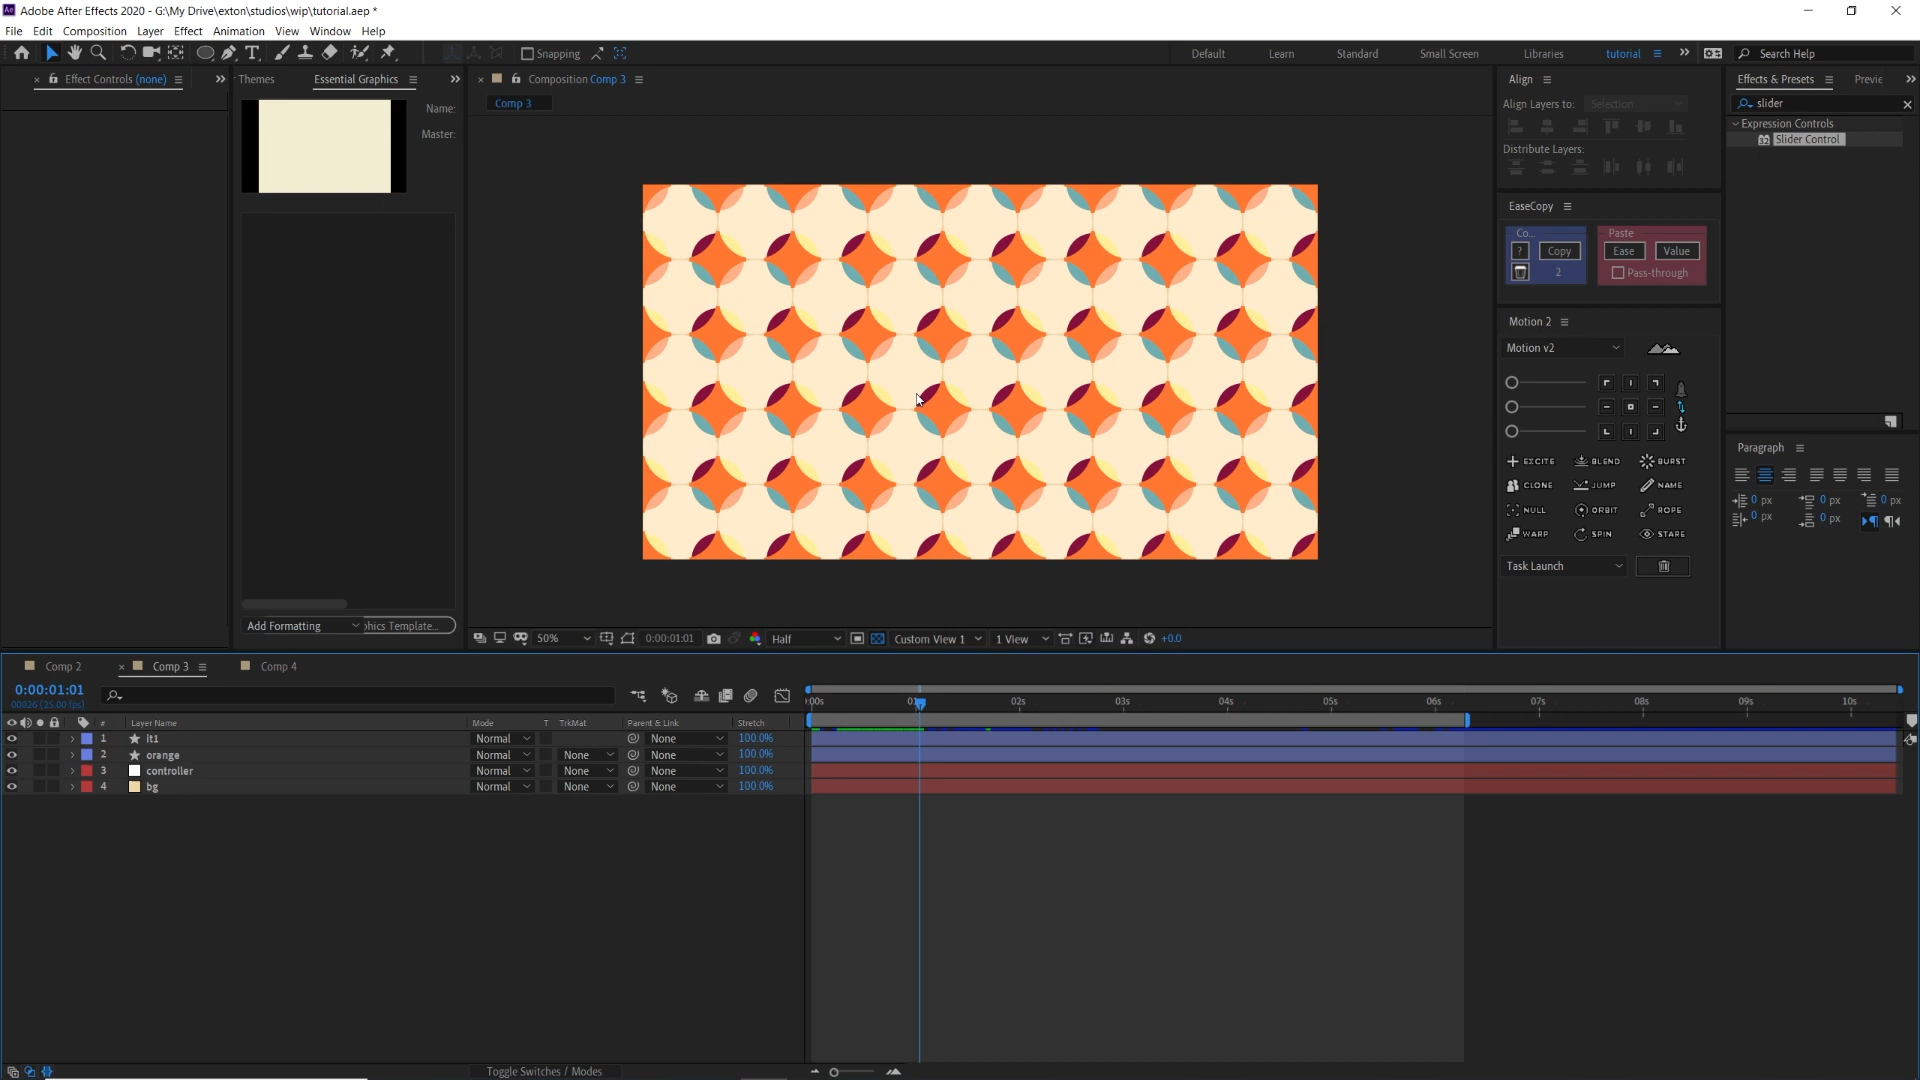 Adobe After Effects 2020 - G:\My Drive\exton\studios\wip\tutorial.aep *
File Edit Composition Layer Effect Animation View Window Help
Snapping Default Learn Standard Small Screen Libraries tutorial Search Help
Effect Controls (none) Themes Essential Graphics Composition Comp 3 Align Effects & Presets Previe
Name:
Master:
Comp 3
Align Layers to: Selection
slider
Expression Controls
Slider Control
Distribute Layers:
EaseCopy
Co... Paste
? Copy Ease Value
2 Pass-through
Motion 2
Motion v2
EXCITE BLEND BURST
CLONE JUMP NAME
NULL ORBIT ROPE
WARP SPIN STARE
Task Launch
Paragraph
0 px 0 px 0 px
0 px 0 px
Add Formatting phics Template...
50% 0:00:01:01 Half Custom View 1 1 View +0.0
Comp 2 Comp 3 Comp 4
0:00:01:01
00026 (25.00 fps)
:00s 01 02s 03s 04s 05s 06s 07s 08s 09s 10s
# Layer Name Mode T TrkMat Parent & Link Stretch
1 it1 Normal None 100.0%
2 orange Normal None None 100.0%
3 controller Normal None None 100.0%
4 bg Normal None None 100.0%
Toggle Switches / Modes